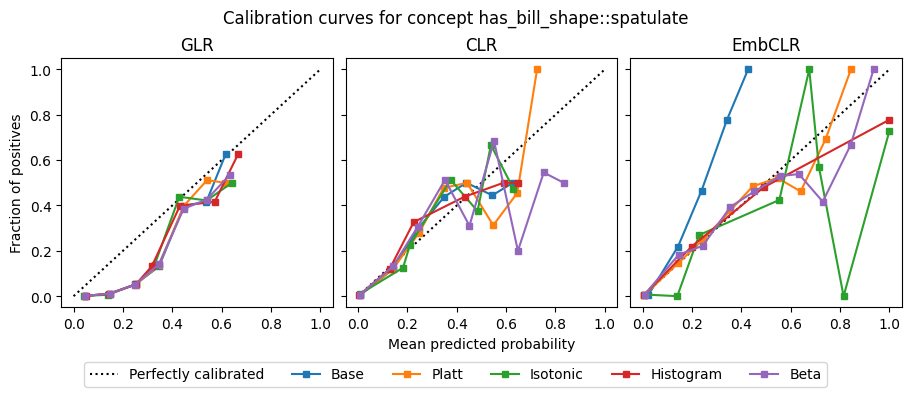 Calibration curves for concept has_bill_shape::spatulate
GLR
CLR
EmbCLR
Fraction of positives
1.0
0.8
0.6
0.4
0.2
0.0
0.0 0.2 0.4 0.6 0.8 1.0
0.0 0.2 0.4 0.6 0.8 1.0
0.0 0.2 0.4 0.6 0.8 1.0
Mean predicted probability
Perfectly calibrated Base Platt Isotonic Histogram Beta